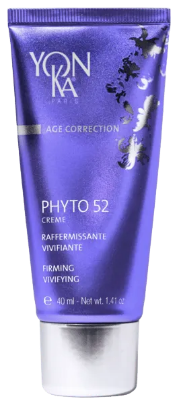 YON
KA
PARIS
AGE CORRECTION
PHYTO 52
CREME
RAFFERMISSANTE
VIVIFIANTE
FIRMING
VIVIFYING
e 40 ml - Net wt. 1.41 oz